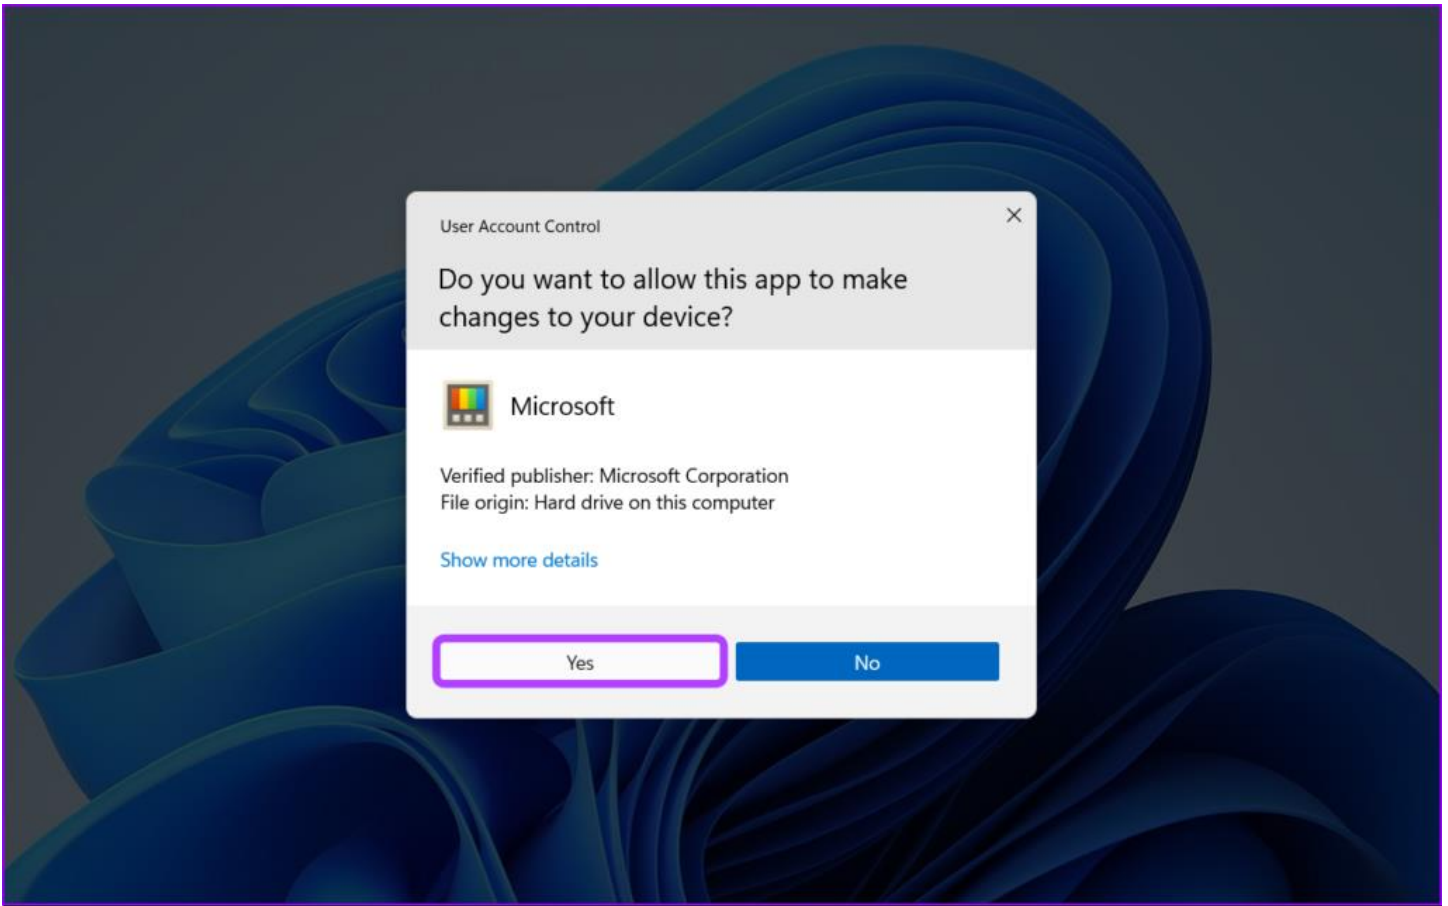 User Account Control
Do you want to allow this app to make
changes to your device?
Microsoft
Verified publisher: Microsoft Corporation
File origin: Hard drive on this computer
Show more details
Yes
No